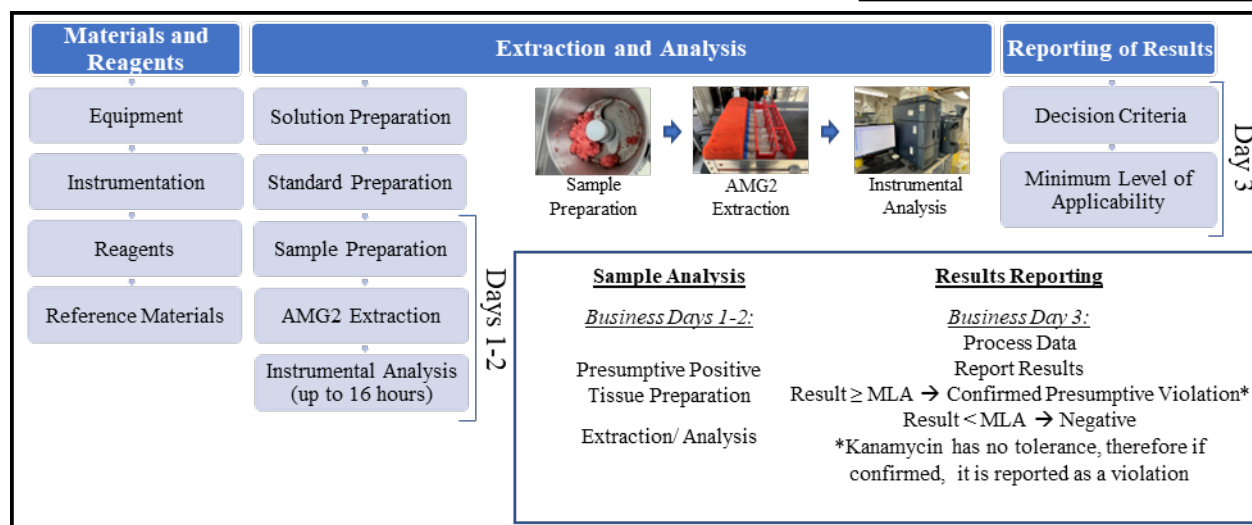 Materials and
Reagents
Equipment
Instrumentation
Reagents
Reference Materials
Extraction and Analysis
Solution Preparation
Standard Preparation
Sample Preparation
AMG2 Extraction
Instrumental Analysis
(up to 16 hours)
Days 1-2
Sample
Preparation
AMG2
Extraction
Instrumental
Analysis
Reporting of Results
Decision Criteria
Minimum Level of
Applicability
Day 3
Sample Analysis
Business Days 1-2:
Presumptive Positive
Tissue Preparation
Extraction/ Analysis
Results Reporting
Business Day 3:
Process Data
Report Results
Result ≥ MLA → Confirmed Presumptive Violation*
Result < MLA → Negative
*Kanamycin has no tolerance, therefore if
confirmed, it is reported as a violation